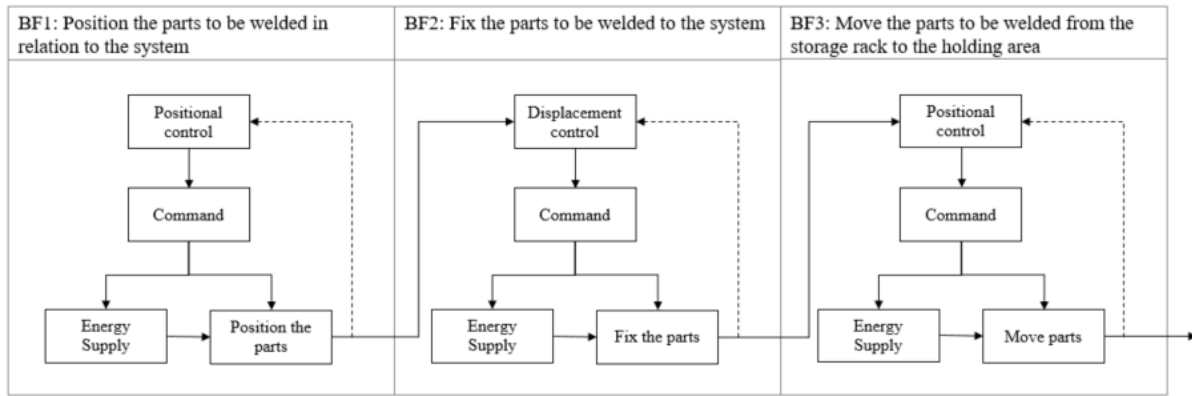 BF1: Position the parts to be welded in
relation to the system
Positional
control
Command
Energy
Supply
Position the
parts
BF2: Fix the parts to be welded to the system
Displacement
control
Command
Energy
Supply
Fix the parts
BF3: Move the parts to be welded from the
storage rack to the holding area
Positional
control
Command
Energy
Supply
Move parts